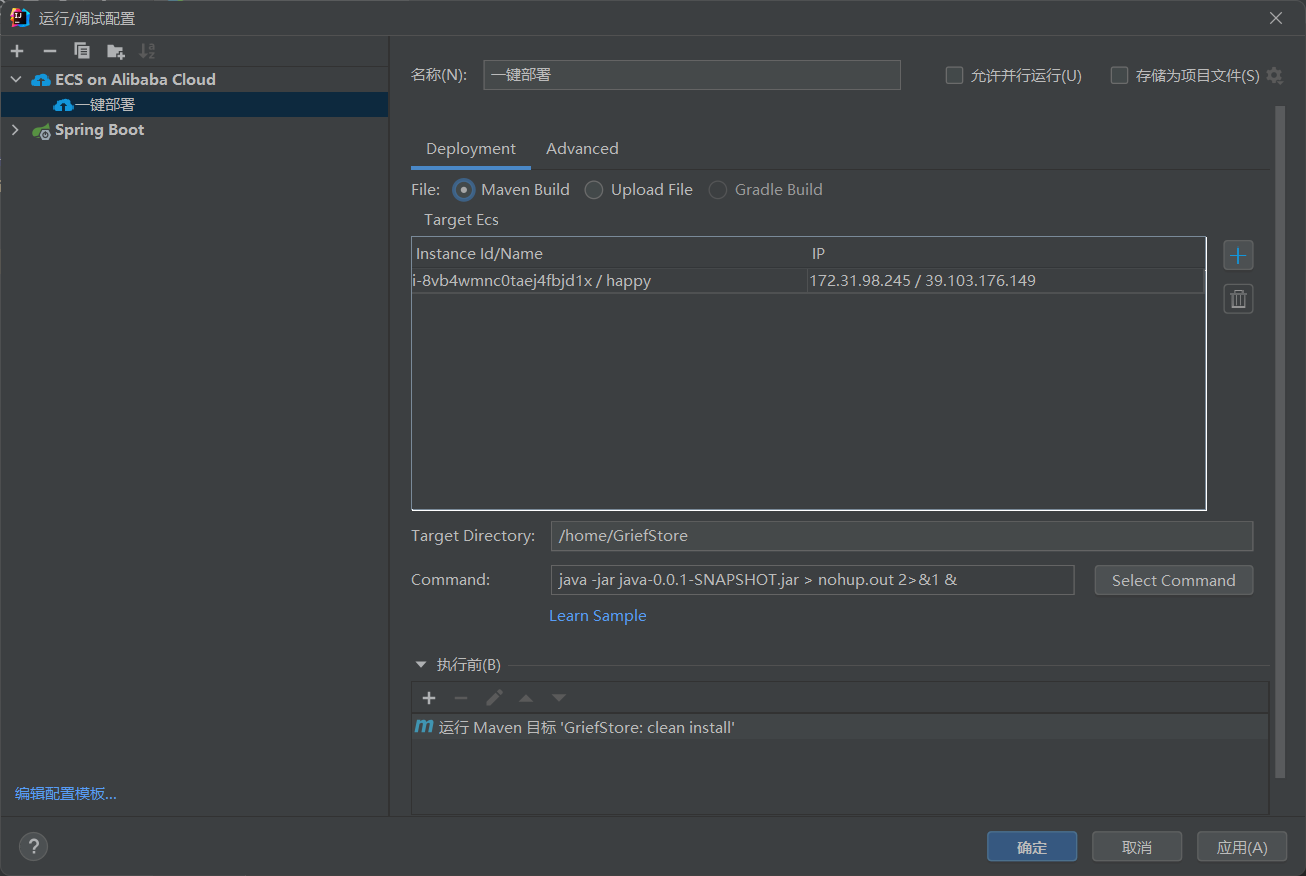 运行/调试配置
ECS on Alibaba Cloud
一键部署
Spring Boot
编辑配置模板...
名称(N): 一键部署 允许并行运行(U) 存储为项目文件(S)
Deployment Advanced
File: Maven Build Upload File Gradle Build
Target Ecs
Instance Id/Name IP
i-8vb4wmnc0taej4fbjd1x / happy 172.31.98.245 / 39.103.176.149
Target Directory: /home/GriefStore
Command: java -jar java-0.0.1-SNAPSHOT.jar > nohup.out 2>&1 & Select Command
Learn Sample
执行前(B)
运行 Maven 目标 'GriefStore: clean install'
? 确定 取消 应用(A)